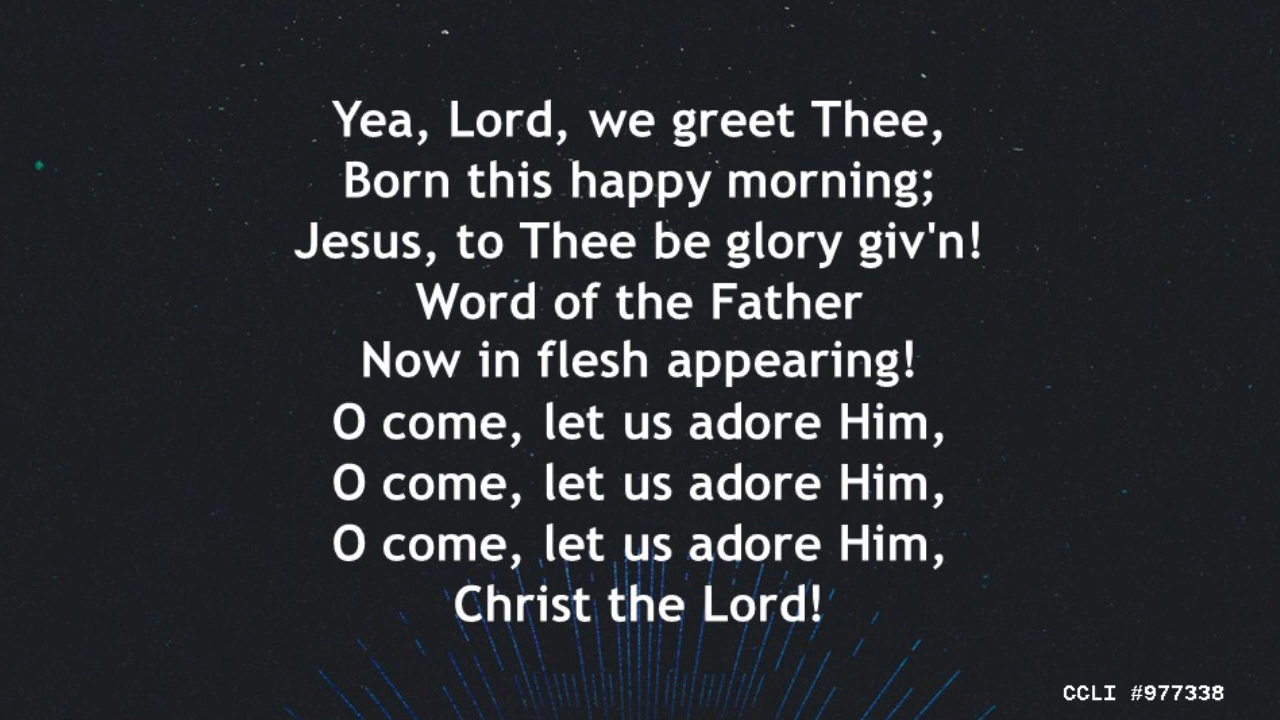 Yea, Lord, we greet Thee,
Born this happy morning;
Jesus, to Thee be glory giv'n!
Word of the Father
Now in flesh appearing!
O come, let us adore Him,
O come, let us adore Him,
O come, let us adore Him,
Christ the Lord!
CCLI #977338